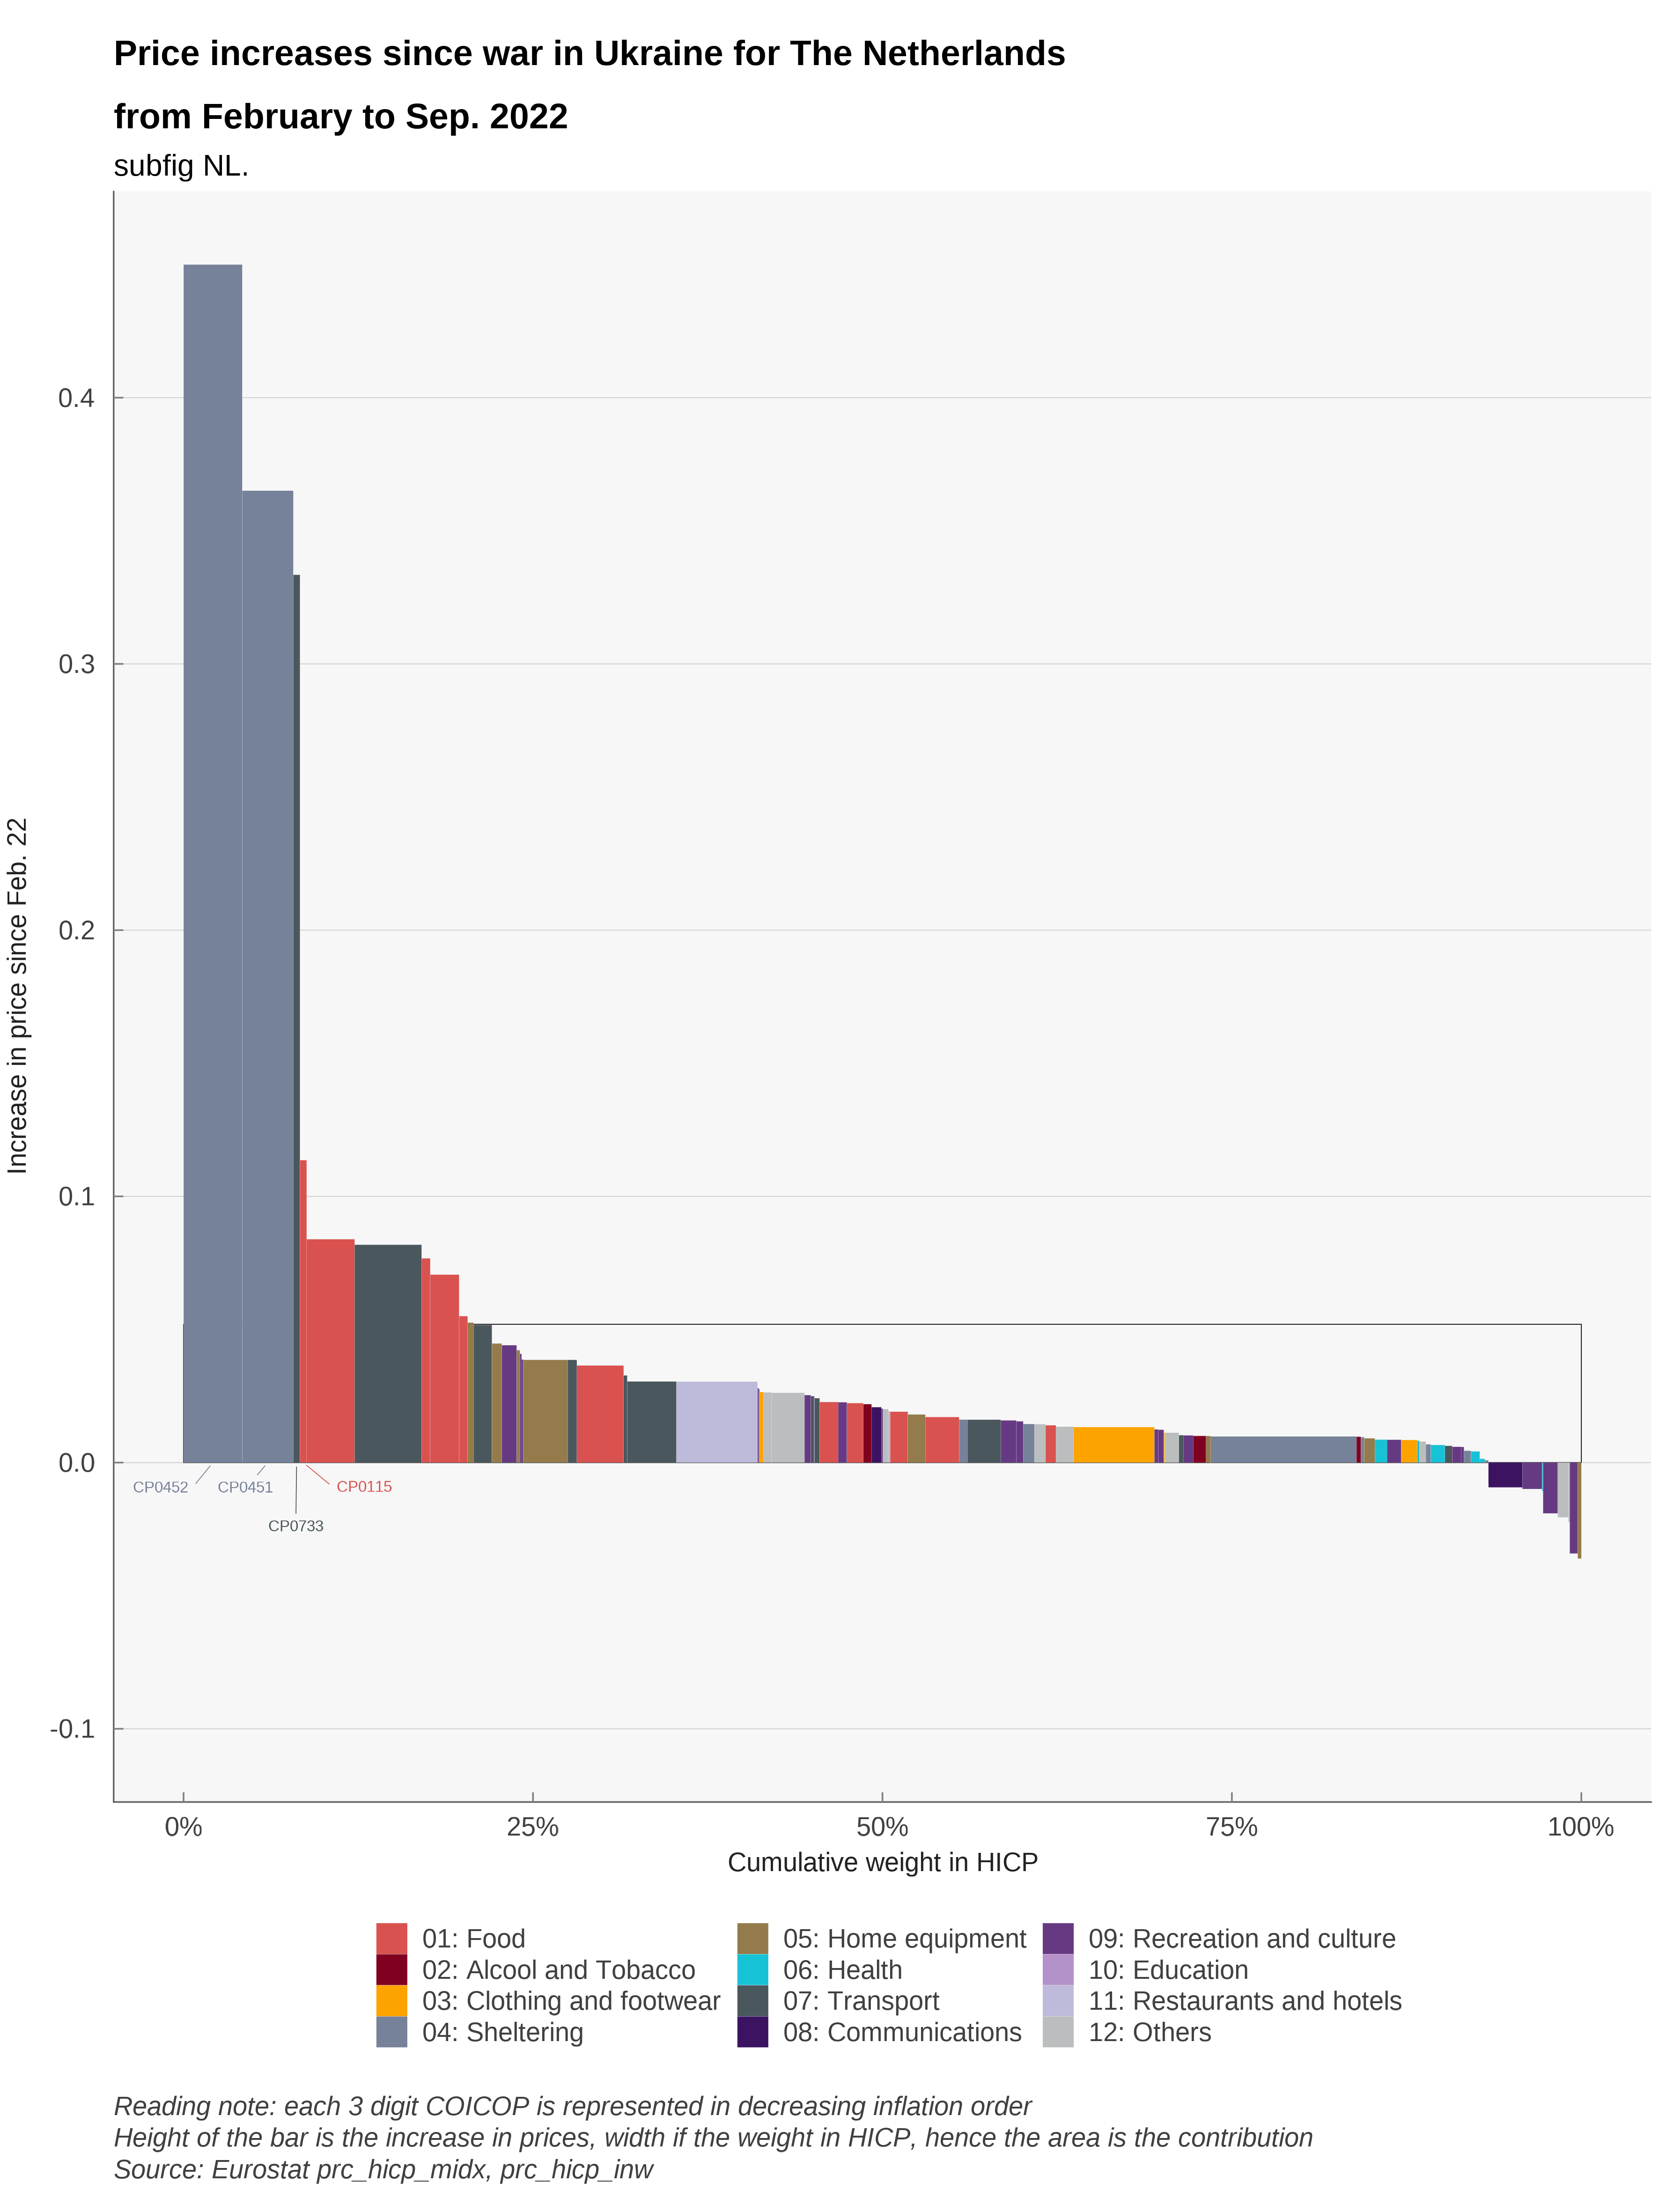 Price increases since war in Ukraine for The Netherlands
from February to Sep. 2022
subfig NL.
Increase in price since Feb. 22
0.4
0.3
0.2
0.1
0.0
-0.1
CP0452
CP0451
CP0115
CP0733
0%
25%
50%
75%
100%
Cumulative weight in HICP
01: Food
02: Alcool and Tobacco
03: Clothing and footwear
04: Sheltering
05: Home equipment
06: Health
07: Transport
08: Communications
09: Recreation and culture
10: Education
11: Restaurants and hotels
12: Others
Reading note: each 3 digit COICOP is represented in decreasing inflation order
Height of the bar is the increase in prices, width if the weight in HICP, hence the area is the contribution
Source: Eurostat prc_hicp_midx, prc_hicp_inw